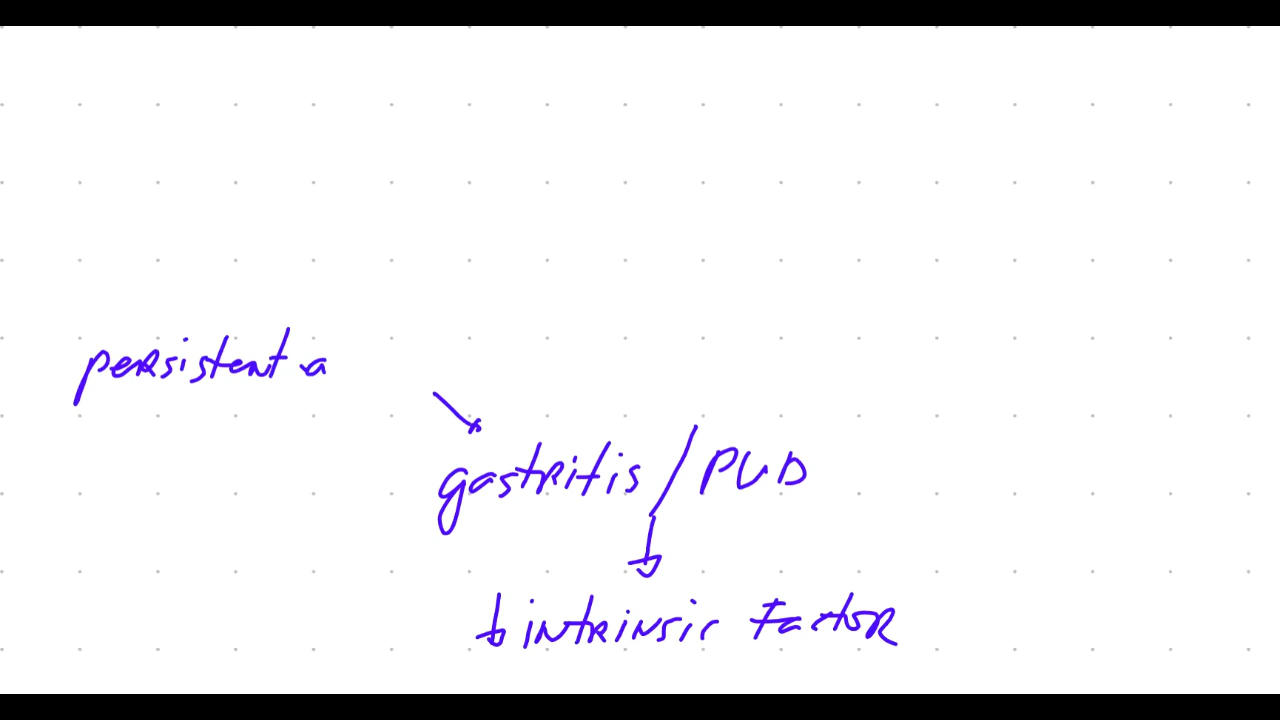 persistent a
gastritis / PUD
↓ intrinsic factor